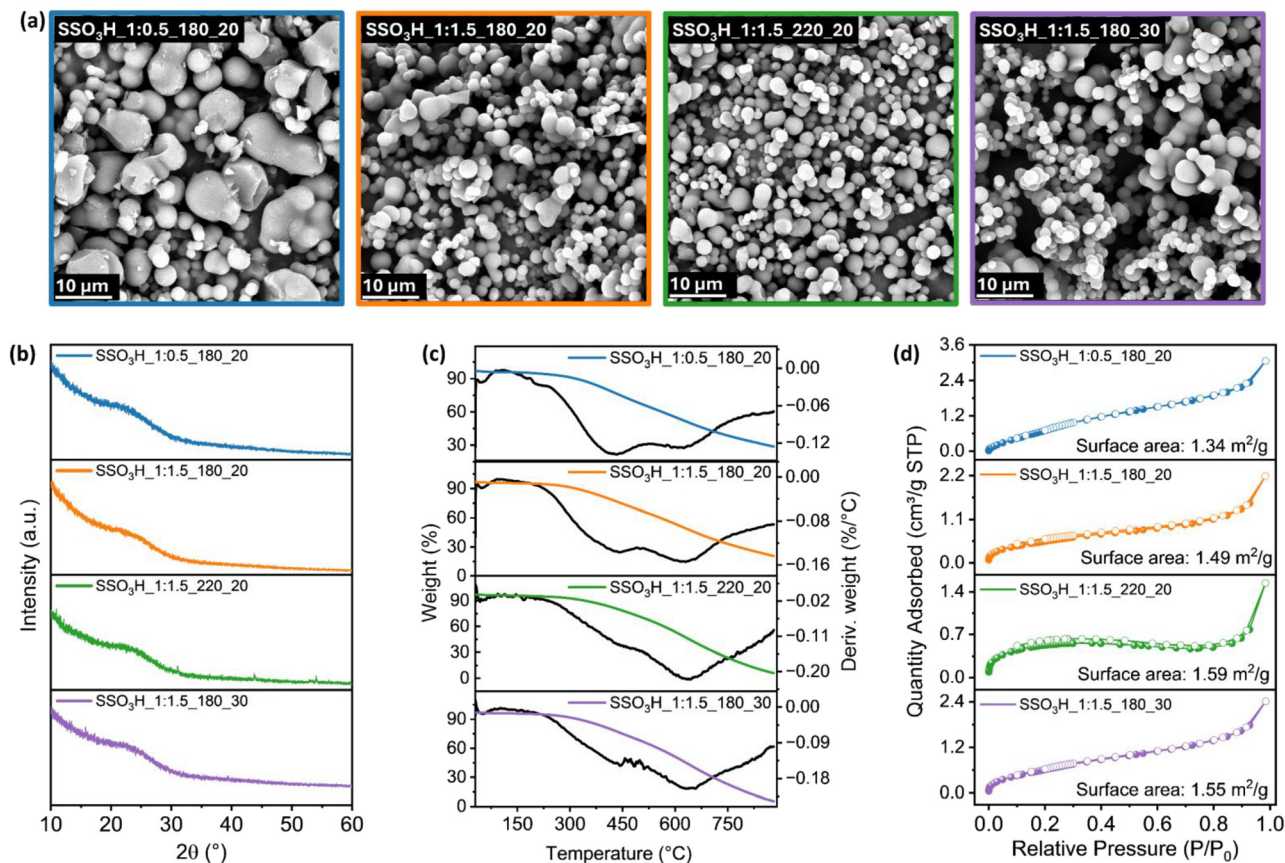 (a)
SSO₃H_1:0.5_180_20
SSO₃H_1:1.5_180_20
SSO₃H_1:1.5_220_20
SSO₃H_1:1.5_180_30
10 µm
10 µm
10 µm
10 µm
(b)
SSO₃H_1:0.5_180_20
SSO₃H_1:1.5_180_20
SSO₃H_1:1.5_220_20
SSO₃H_1:1.5_180_30
Intensity (a.u.)
10 20 30 40 50 60
2θ (°)
(c)
SSO₃H_1:0.5_180_20
90
60
30
0.00
−0.06
−0.12
SSO₃H_1:1.5_180_20
90
60
30
0
0.00
−0.08
−0.16
SSO₃H_1:1.5_220_20
90
60
30
0
−0.02
−0.11
−0.20
SSO₃H_1:1.5_180_30
90
60
30
0
0.00
−0.09
−0.18
Weight (%)
Deriv. weight (%/°C)
150 300 450 600 750
Temperature (°C)
(d)
3.6
2.4
1.2
0.0
SSO₃H_1:0.5_180_20
Surface area: 1.34 m²/g
2.2
1.1
0.0
SSO₃H_1:1.5_180_20
Surface area: 1.49 m²/g
1.4
0.7
0.0
SSO₃H_1:1.5_220_20
Surface area: 1.59 m²/g
2.4
1.2
0.0
SSO₃H_1:1.5_180_30
Surface area: 1.55 m²/g
Quantity Adsorbed (cm³/g STP)
0.0 0.2 0.4 0.6 0.8 1.0
Relative Pressure (P/P₀)